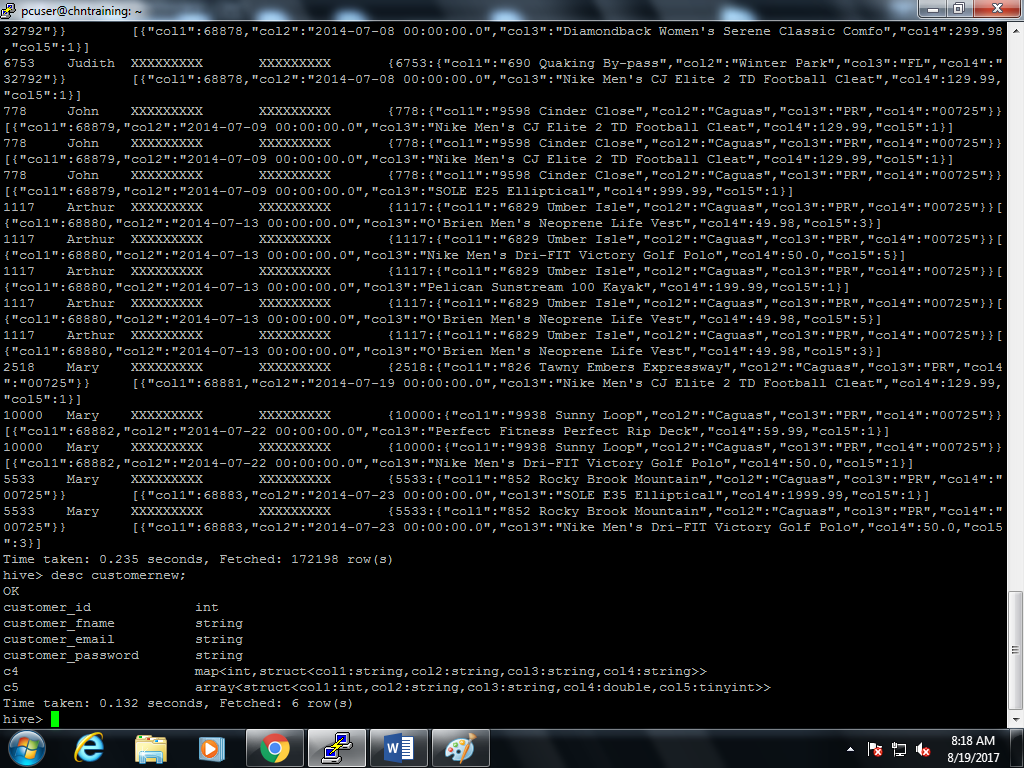 pcuser@chntraining: ~
32792"}}        [{"col1":68878,"col2":"2014-07-08 00:00:00.0","col3":"Diamondback Women's Serene Classic Comfo","col4":299.98
,"col5":1}]
6753    Judith  XXXXXXXXX       XXXXXXXXX       {6753:{"col1":"690 Quaking By-pass","col2":"Winter Park","col3":"FL","col4":"
32792"}}        [{"col1":68878,"col2":"2014-07-08 00:00:00.0","col3":"Nike Men's CJ Elite 2 TD Football Cleat","col4":129.99,
"col5":1}]
778     John    XXXXXXXXX       XXXXXXXXX       {778:{"col1":"9598 Cinder Close","col2":"Caguas","col3":"PR","col4":"00725"}}
[{"col1":68879,"col2":"2014-07-09 00:00:00.0","col3":"Nike Men's CJ Elite 2 TD Football Cleat","col4":129.99,"col5":1}]
778     John    XXXXXXXXX       XXXXXXXXX       {778:{"col1":"9598 Cinder Close","col2":"Caguas","col3":"PR","col4":"00725"}}
[{"col1":68879,"col2":"2014-07-09 00:00:00.0","col3":"Nike Men's CJ Elite 2 TD Football Cleat","col4":129.99,"col5":1}]
778     John    XXXXXXXXX       XXXXXXXXX       {778:{"col1":"9598 Cinder Close","col2":"Caguas","col3":"PR","col4":"00725"}}
[{"col1":68879,"col2":"2014-07-09 00:00:00.0","col3":"SOLE E25 Elliptical","col4":999.99,"col5":1}]
1117    Arthur  XXXXXXXXX       XXXXXXXXX       {1117:{"col1":"6829 Umber Isle","col2":"Caguas","col3":"PR","col4":"00725"}}[
{"col1":68880,"col2":"2014-07-13 00:00:00.0","col3":"O'Brien Men's Neoprene Life Vest","col4":49.98,"col5":3}]
1117    Arthur  XXXXXXXXX       XXXXXXXXX       {1117:{"col1":"6829 Umber Isle","col2":"Caguas","col3":"PR","col4":"00725"}}[
{"col1":68880,"col2":"2014-07-13 00:00:00.0","col3":"Nike Men's Dri-FIT Victory Golf Polo","col4":50.0,"col5":5}]
1117    Arthur  XXXXXXXXX       XXXXXXXXX       {1117:{"col1":"6829 Umber Isle","col2":"Caguas","col3":"PR","col4":"00725"}}[
{"col1":68880,"col2":"2014-07-13 00:00:00.0","col3":"Pelican Sunstream 100 Kayak","col4":199.99,"col5":1}]
1117    Arthur  XXXXXXXXX       XXXXXXXXX       {1117:{"col1":"6829 Umber Isle","col2":"Caguas","col3":"PR","col4":"00725"}}[
{"col1":68880,"col2":"2014-07-13 00:00:00.0","col3":"O'Brien Men's Neoprene Life Vest","col4":49.98,"col5":5}]
1117    Arthur  XXXXXXXXX       XXXXXXXXX       {1117:{"col1":"6829 Umber Isle","col2":"Caguas","col3":"PR","col4":"00725"}}[
{"col1":68880,"col2":"2014-07-13 00:00:00.0","col3":"O'Brien Men's Neoprene Life Vest","col4":49.98,"col5":3}]
2518    Mary    XXXXXXXXX       XXXXXXXXX       {2518:{"col1":"826 Tawny Embers Expressway","col2":"Caguas","col3":"PR","col4
":"00725"}}     [{"col1":68881,"col2":"2014-07-19 00:00:00.0","col3":"Nike Men's CJ Elite 2 TD Football Cleat","col4":129.99,
"col5":1}]
10000   Mary    XXXXXXXXX       XXXXXXXXX       {10000:{"col1":"9938 Sunny Loop","col2":"Caguas","col3":"PR","col4":"00725"}}
[{"col1":68882,"col2":"2014-07-22 00:00:00.0","col3":"Perfect Fitness Perfect Rip Deck","col4":59.99,"col5":1}]
10000   Mary    XXXXXXXXX       XXXXXXXXX       {10000:{"col1":"9938 Sunny Loop","col2":"Caguas","col3":"PR","col4":"00725"}}
[{"col1":68882,"col2":"2014-07-22 00:00:00.0","col3":"Nike Men's Dri-FIT Victory Golf Polo","col4":50.0,"col5":1}]
5533    Mary    XXXXXXXXX       XXXXXXXXX       {5533:{"col1":"852 Rocky Brook Mountain","col2":"Caguas","col3":"PR","col4":"
00725"}}        [{"col1":68883,"col2":"2014-07-23 00:00:00.0","col3":"SOLE E35 Elliptical","col4":1999.99,"col5":1}]
5533    Mary    XXXXXXXXX       XXXXXXXXX       {5533:{"col1":"852 Rocky Brook Mountain","col2":"Caguas","col3":"PR","col4":"
00725"}}        [{"col1":68883,"col2":"2014-07-23 00:00:00.0","col3":"Nike Men's Dri-FIT Victory Golf Polo","col4":50.0,"col5
":3}]
Time taken: 0.235 seconds, Fetched: 172198 row(s)
hive> desc customernew;
OK
customer_id             int
customer_fname          string
customer_email          string
customer_password       string
c4                      map<int,struct<col1:string,col2:string,col3:string,col4:string>>
c5                      array<struct<col1:int,col2:string,col3:string,col4:double,col5:tinyint>>
Time taken: 0.132 seconds, Fetched: 6 row(s)
hive>
8:18 AM
8/19/2017